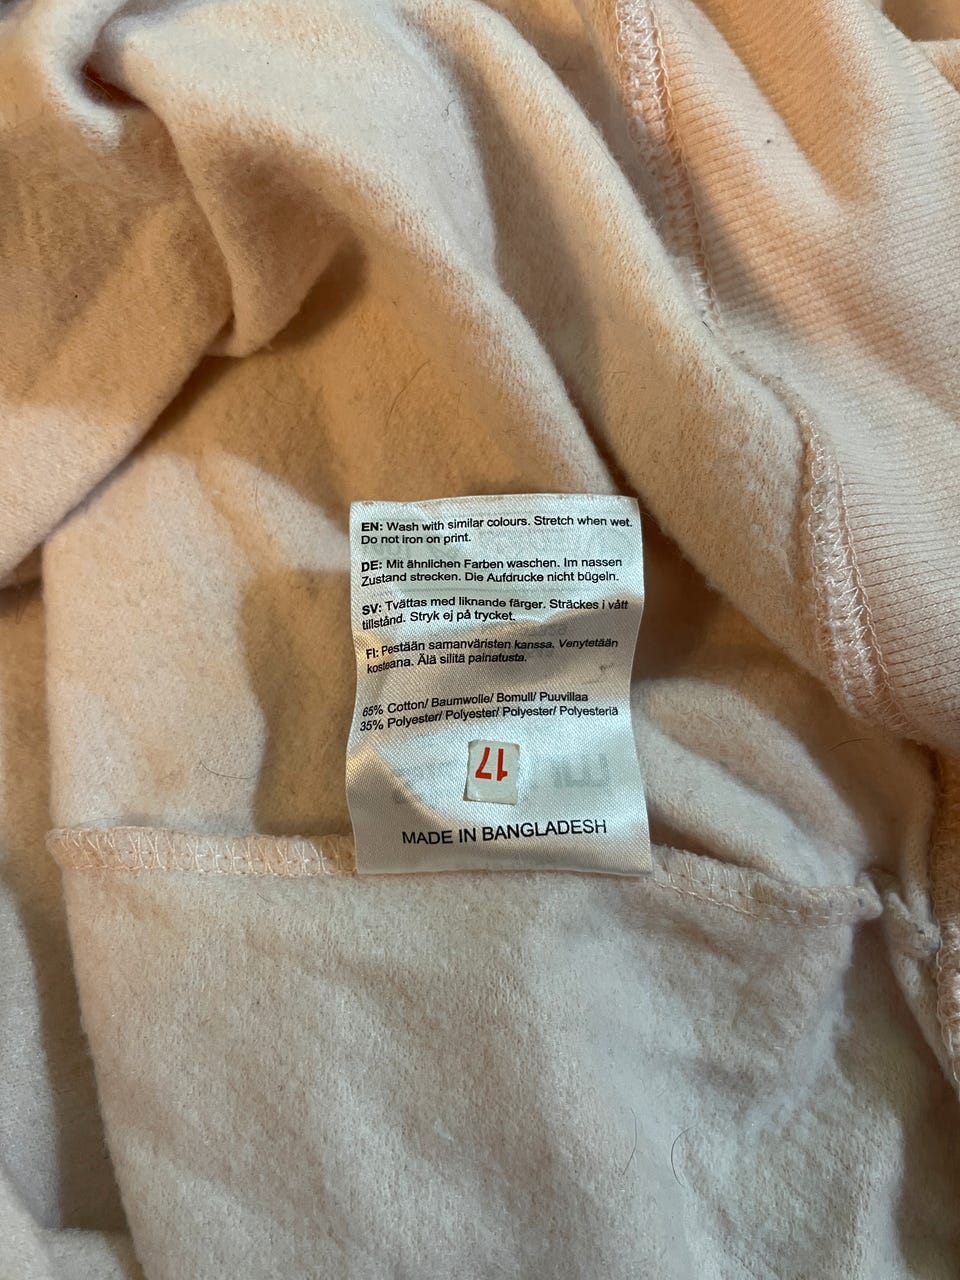 EN: Wash with similar colours. Stretch when wet.
Do not iron on print.
DE: Mit ähnlichen Farben waschen. Im nassen
Zustand strecken. Die Aufdrucke nicht bügeln.
SV: Tvättas med liknande färger. Sträckes i vått
tillstånd. Stryk ej på trycket.
FI: Pestään samanväristen kanssa. Venytetään
kosteana. Älä silitä painatusta.
65% Cotton/ Baumwolle/ Bomull/ Puuvillaa
35% Polyester/ Polyester/ Polyester/ Polyesteriä
17
MADE IN BANGLADESH